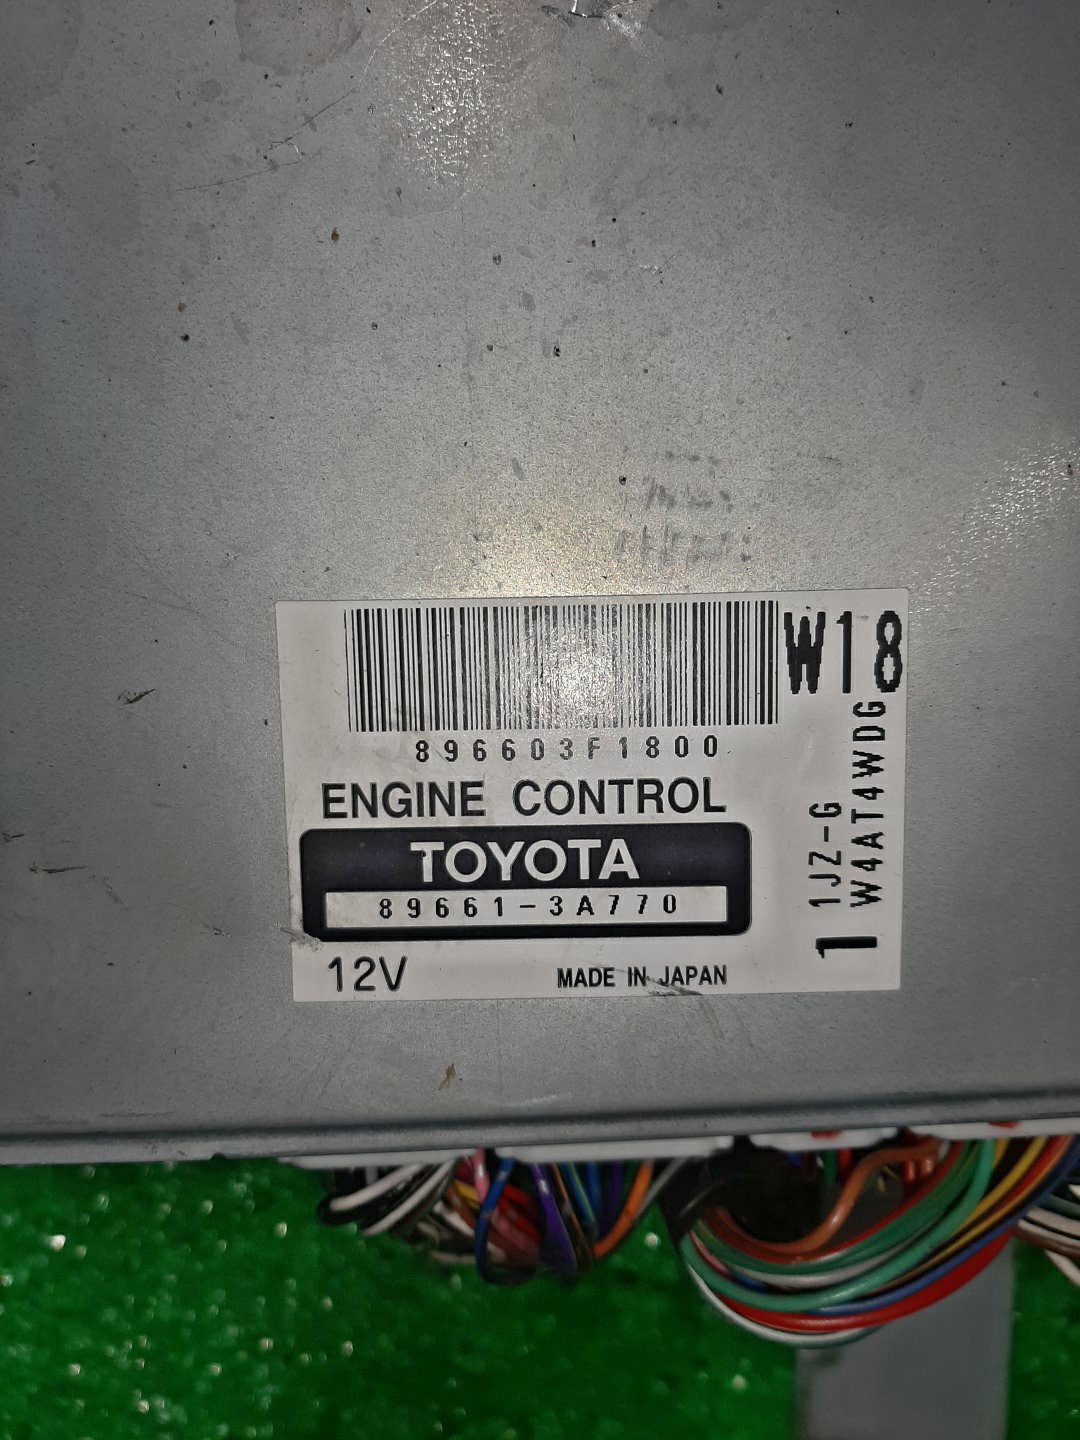 896603F1800
ENGINE CONTROL
TOYOTA
89661-3A770
12V
MADE IN JAPAN
W18
1JZ-G
W4AT4WDG
1